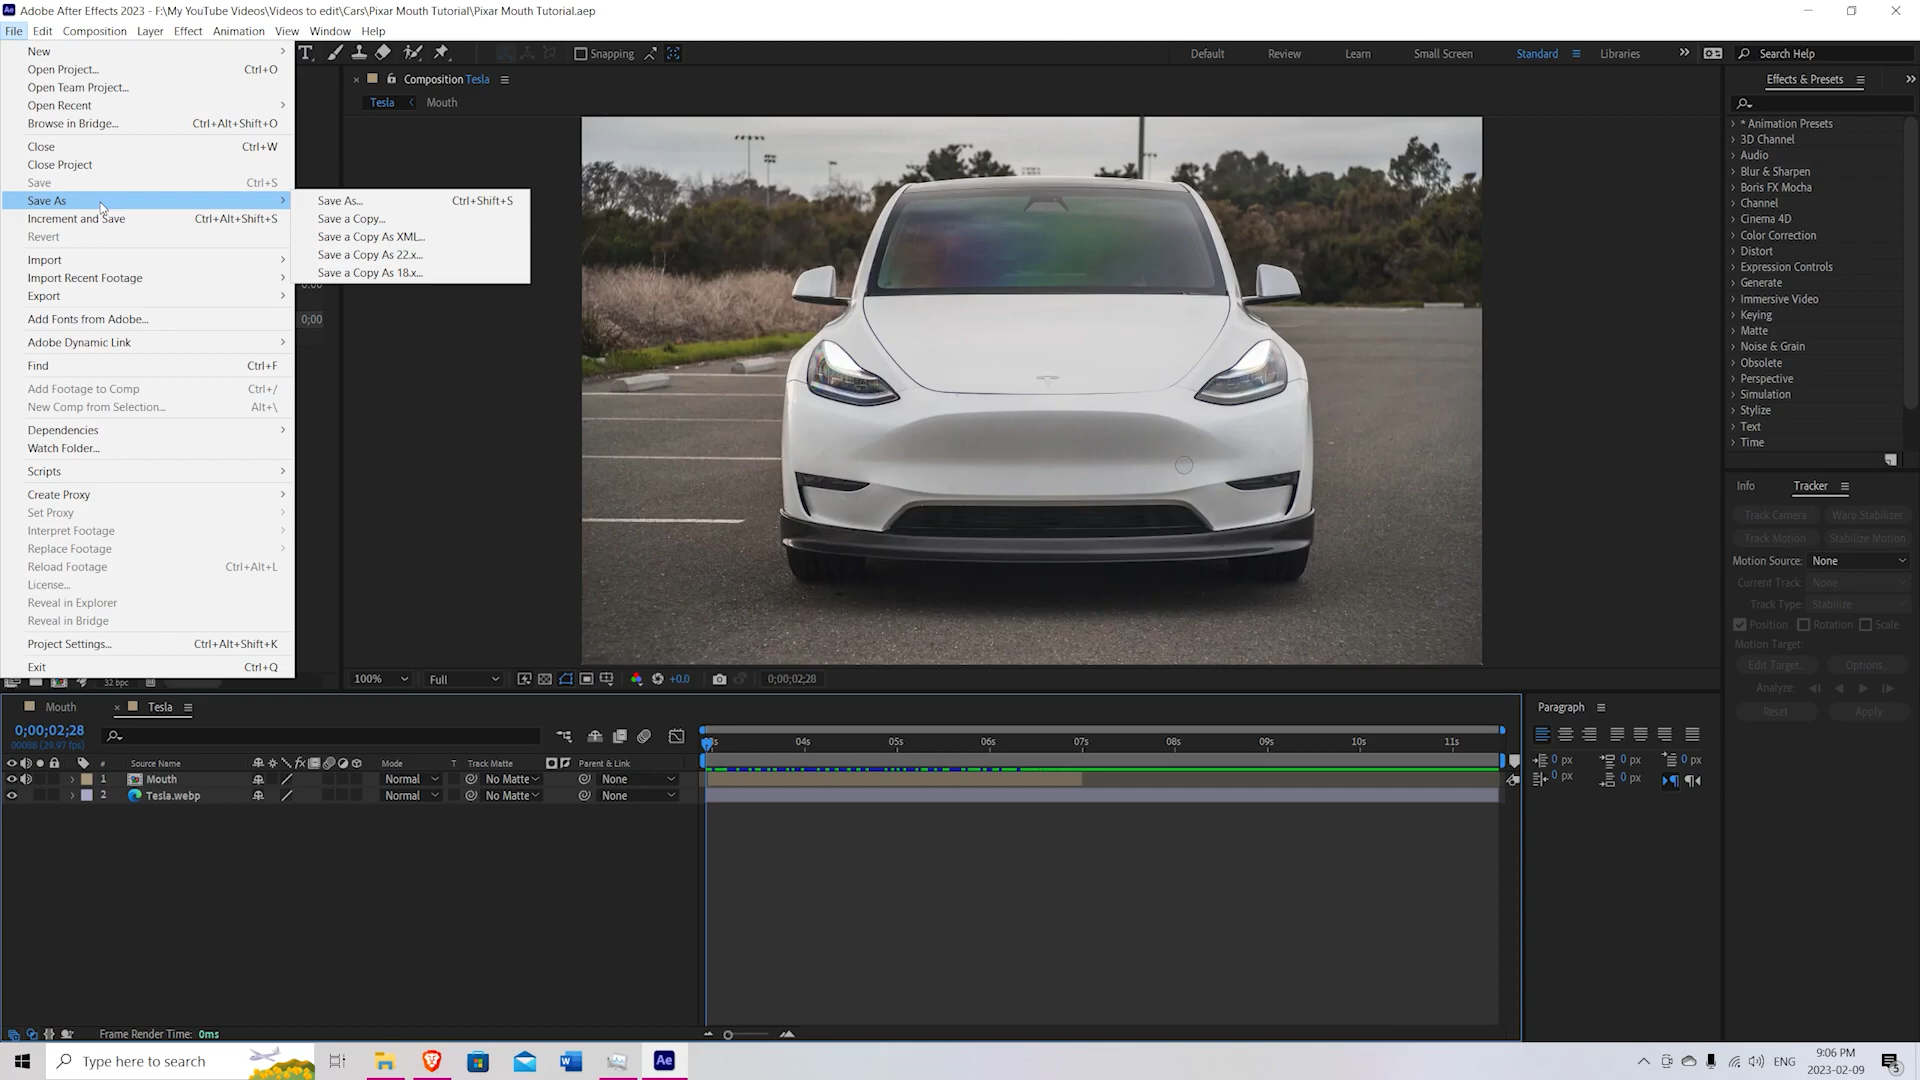 Adobe After Effects 2023 - F:\My YouTube Videos\Videos to edit\Cars\Pixar Mouth Tutorial\Pixar Mouth Tutorial.aep
File Edit Composition Layer Effect Animation View Window Help
Snapping Default Review Learn Small Screen Standard Libraries Search Help
New
Open Project... Ctrl+O
Open Team Project...
Open Recent
Browse in Bridge... Ctrl+Alt+Shift+O
Close Ctrl+W
Close Project
Save Ctrl+S
Save As
Increment and Save Ctrl+Alt+Shift+S
Revert
Import
Import Recent Footage
Export
Add Fonts from Adobe...
Adobe Dynamic Link
Find Ctrl+F
Add Footage to Comp Ctrl+/
New Comp from Selection... Alt+\
Dependencies
Watch Folder...
Scripts
Create Proxy
Set Proxy
Interpret Footage
Replace Footage
Reload Footage Ctrl+Alt+L
License...
Reveal in Explorer
Reveal in Bridge
Project Settings... Ctrl+Alt+Shift+K
Exit Ctrl+Q
32 bpc
Save As... Ctrl+Shift+S
Save a Copy...
Save a Copy As XML...
Save a Copy As 22.x...
Save a Copy As 18.x...
0;00
Composition Tesla
Tesla Mouth
100% Full +0.0 0;00;02;28
Effects & Presets
* Animation Presets
3D Channel
Audio
Blur & Sharpen
Boris FX Mocha
Channel
Cinema 4D
Color Correction
Distort
Expression Controls
Generate
Immersive Video
Keying
Matte
Noise & Grain
Obsolete
Perspective
Simulation
Stylize
Text
Time
Info Tracker
Track Camera Warp Stabilizer
Track Motion Stabilize Motion
Motion Source: None
Current Track: None
Track Type: Stabilize
Position Rotation Scale
Motion Target:
Edit Target... Options...
Analyze:
Reset Apply
Mouth Tesla
0;00;02;28
00088 (29.97 fps)
# Source Name Mode T Track Matte Parent & Link
1 Mouth Normal No Matte None
2 Tesla.webp Normal No Matte None
04s 05s 06s 07s 08s 09s 10s 11s
Paragraph
0 px 0 px 0 px
0 px 0 px
Frame Render Time: 0ms
Type here to search
Ae
ENG
9:06 PM
2023-02-09
5